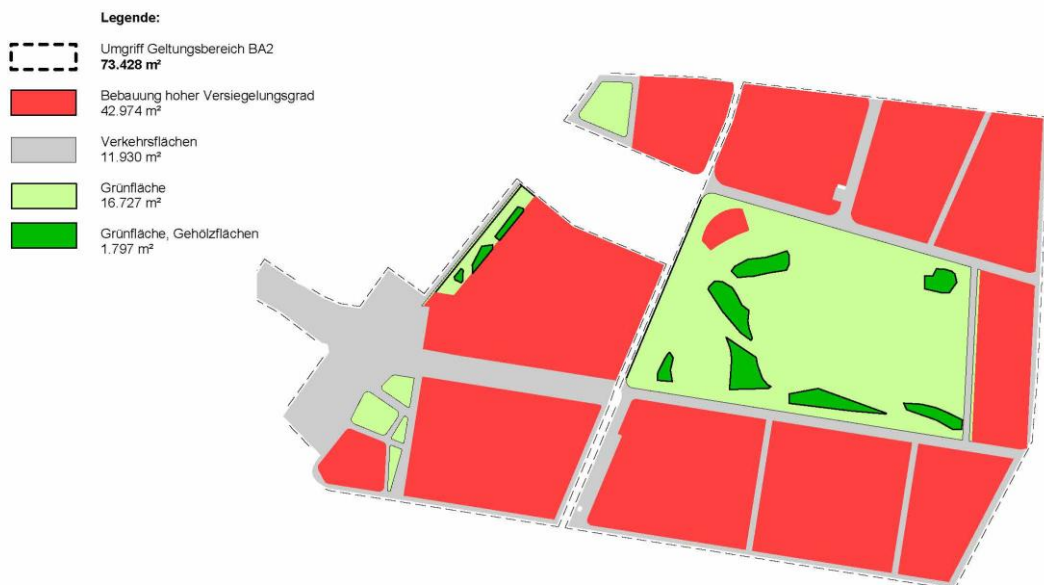 Legende:
Umgriff Geltungsbereich BA2
73.428 m²
Bebauung hoher Versiegelungsgrad
42.974 m²
Verkehrsflächen
11.930 m²
Grünfläche
16.727 m²
Grünfläche, Gehölzflächen
1.797 m²